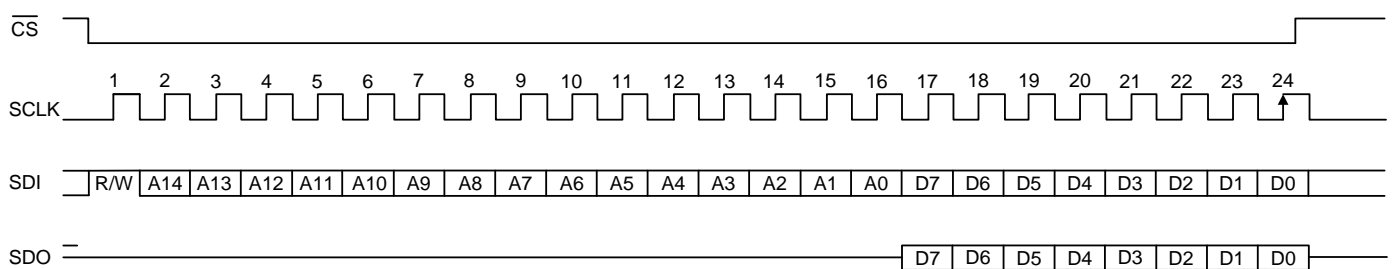 CS
1 2 3 4 5 6 7 8 9 10 11 12 13 14 15 16 17 18 19 20 21 22 23 24
SCLK
SDI R/W A14 A13 A12 A11 A10 A9 A8 A7 A6 A5 A4 A3 A2 A1 A0 D7 D6 D5 D4 D3 D2 D1 D0
SDO D7 D6 D5 D4 D3 D2 D1 D0